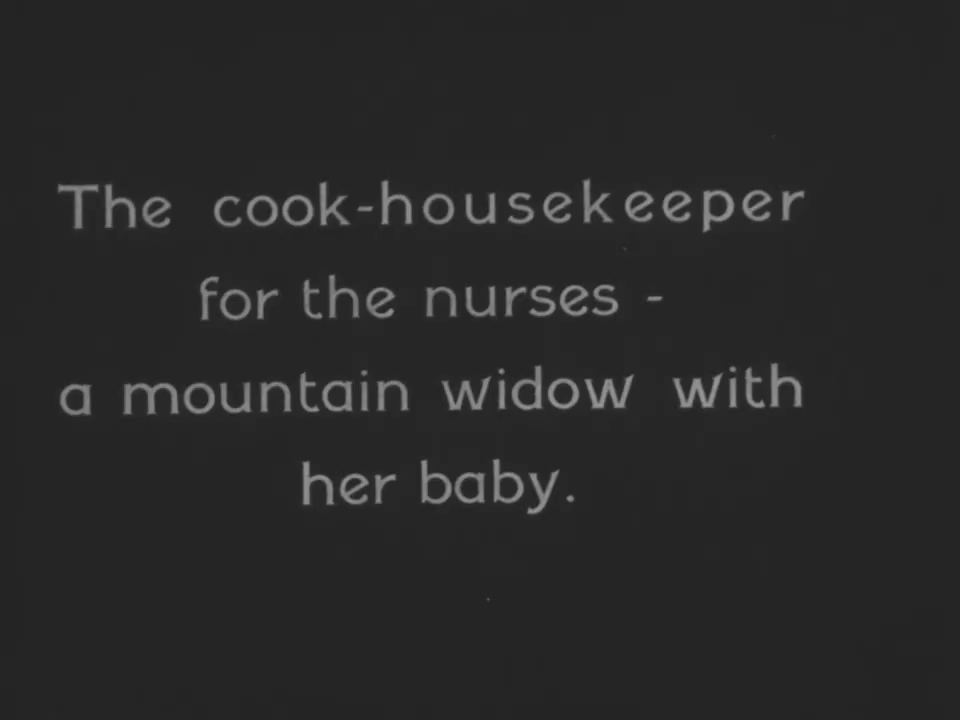 The cook-housekeeper
for the nurses -
a mountain widow with
her baby.